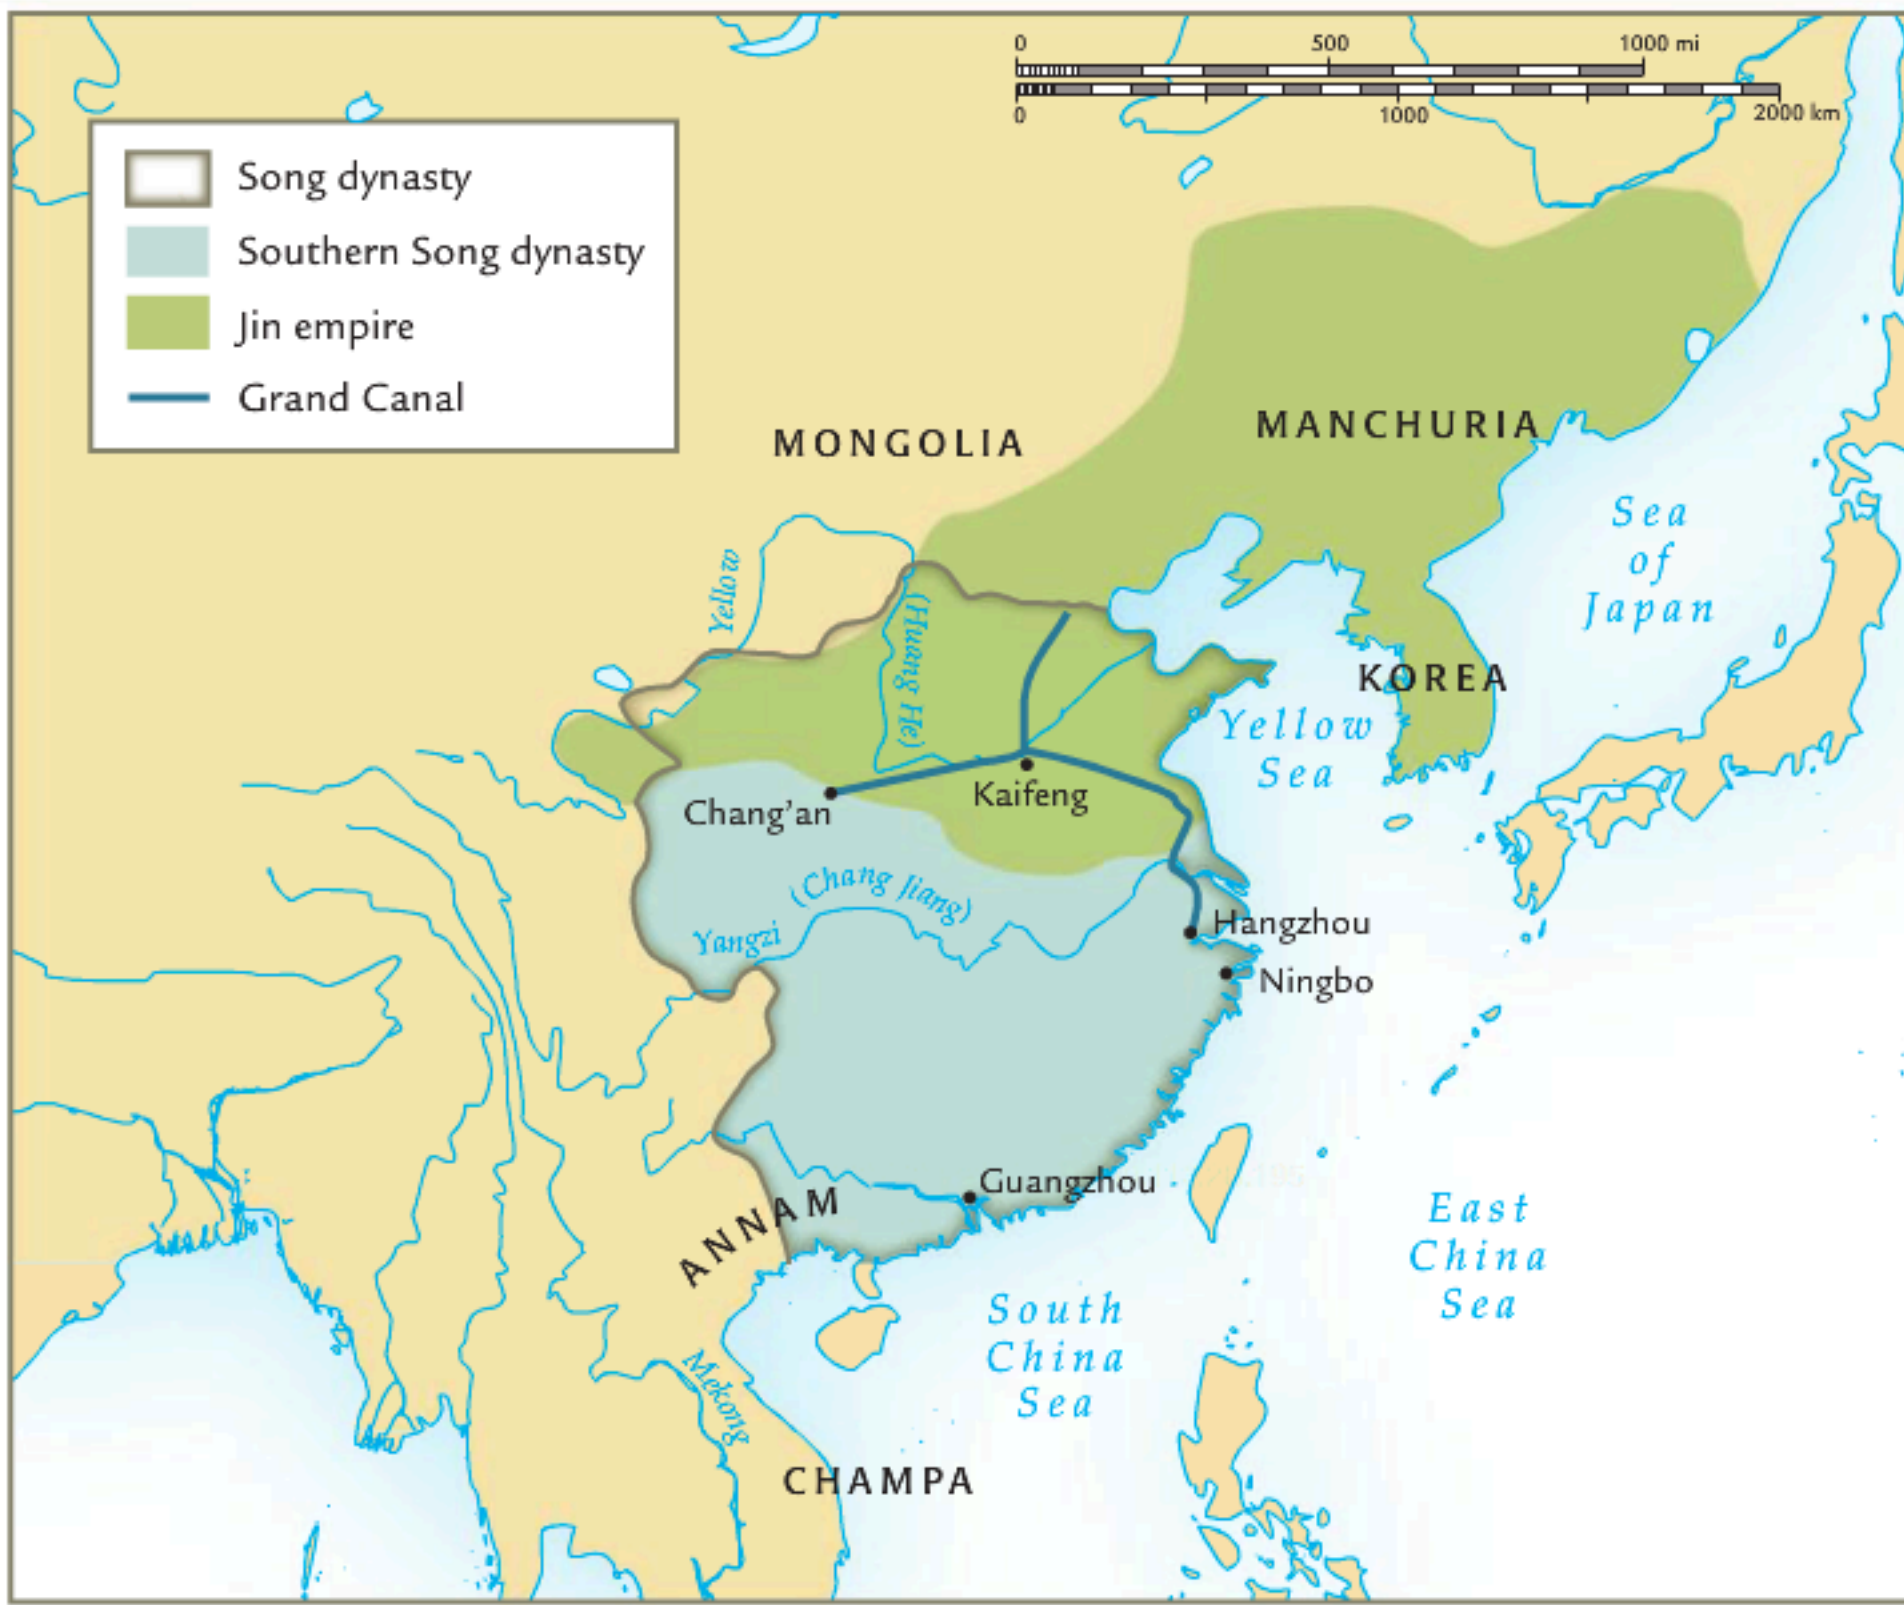 0 500 1000 mi
0 1000 2000 km
Song dynasty
Southern Song dynasty
Jin empire
Grand Canal
MONGOLIA
MANCHURIA
Sea
of
Japan
Yellow
(Huang He)
KOREA
Yellow
Sea
Chang'an
Kaifeng
(Chang Jiang)
Yangzi
Hangzhou
Ningbo
Guangzhou
ANNAM
East
China
Sea
South
China
Sea
Mekong
CHAMPA